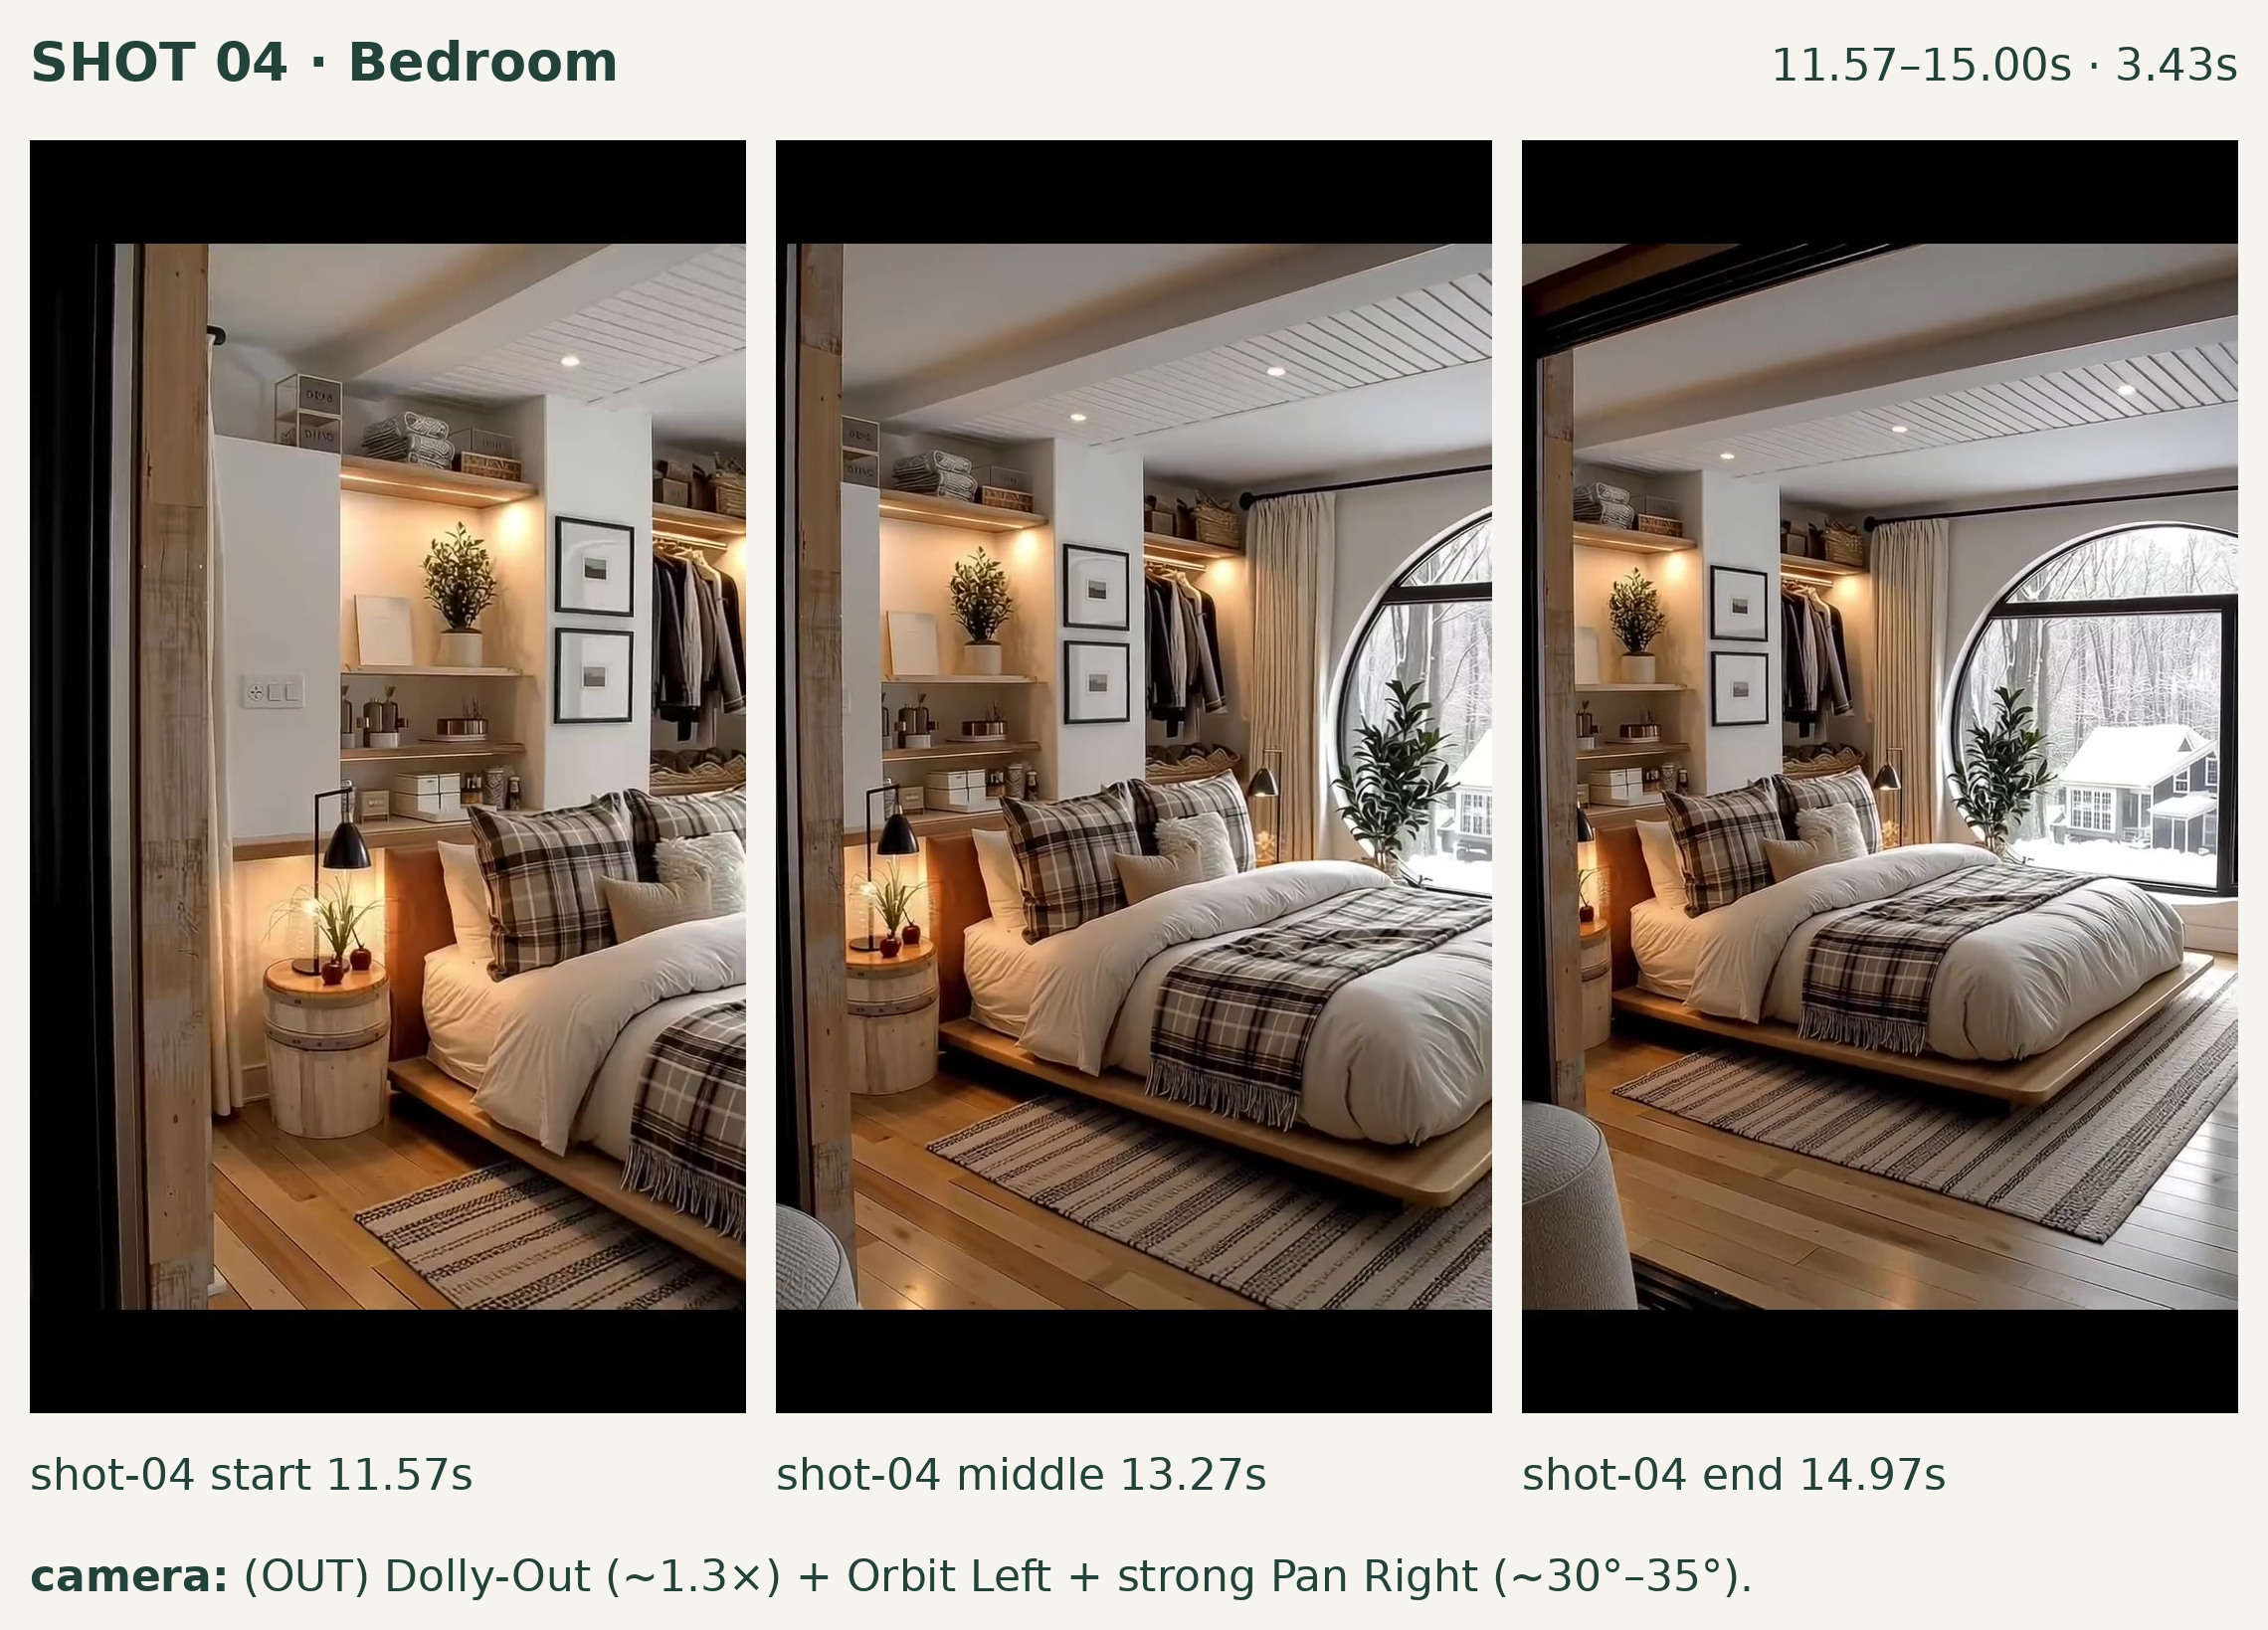 SHOT 04 · Bedroom
11.57–15.00s · 3.43s
shot-04 start 11.57s
shot-04 middle 13.27s
shot-04 end 14.97s
camera: (OUT) Dolly-Out (~1.3×) + Orbit Left + strong Pan Right (~30°–35°).